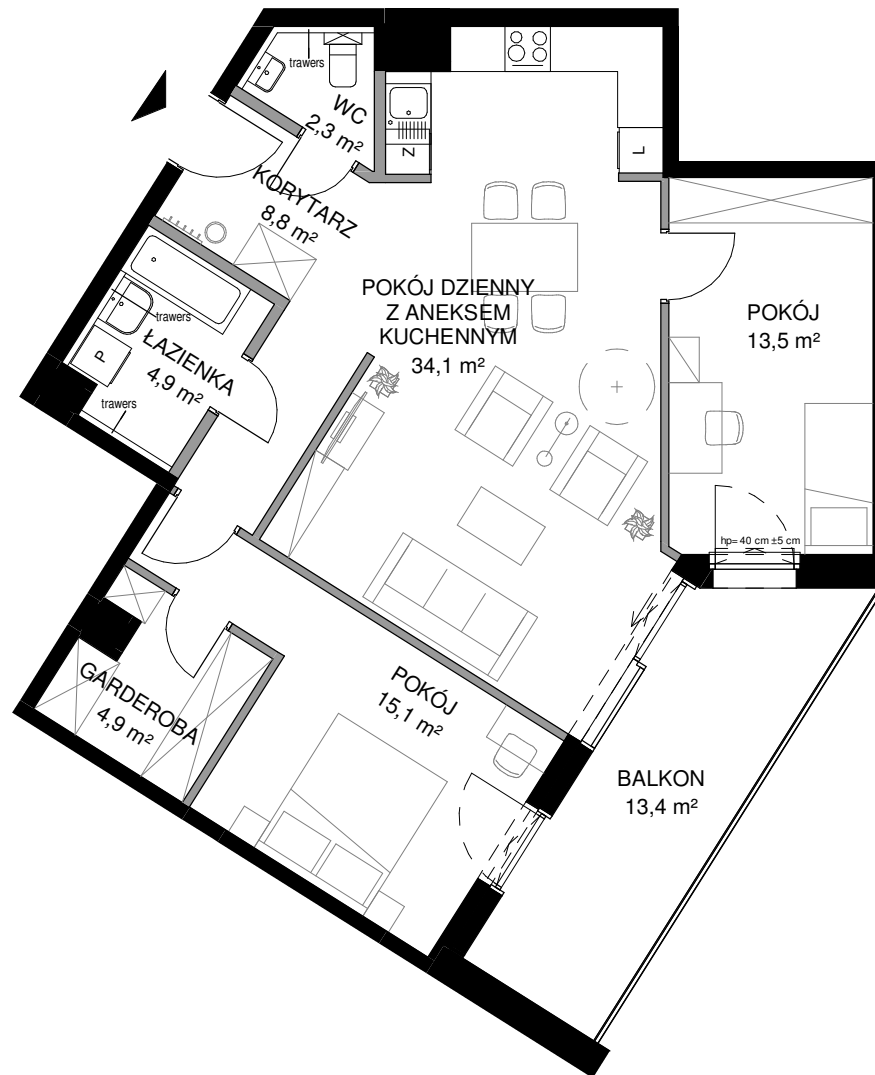 trawers
WC
2,3 m²
Z
L
KORYTARZ
8,8 m²
POKÓJ DZIENNY
Z ANEKSEM
KUCHENNYM
34,1 m²
POKÓJ
13,5 m²
trawers
ŁAZIENKA
4,9 m²
P
trawers
hp= 40 cm ±5 cm
GARDEROBA
4,9 m²
POKÓJ
15,1 m²
BALKON
13,4 m²